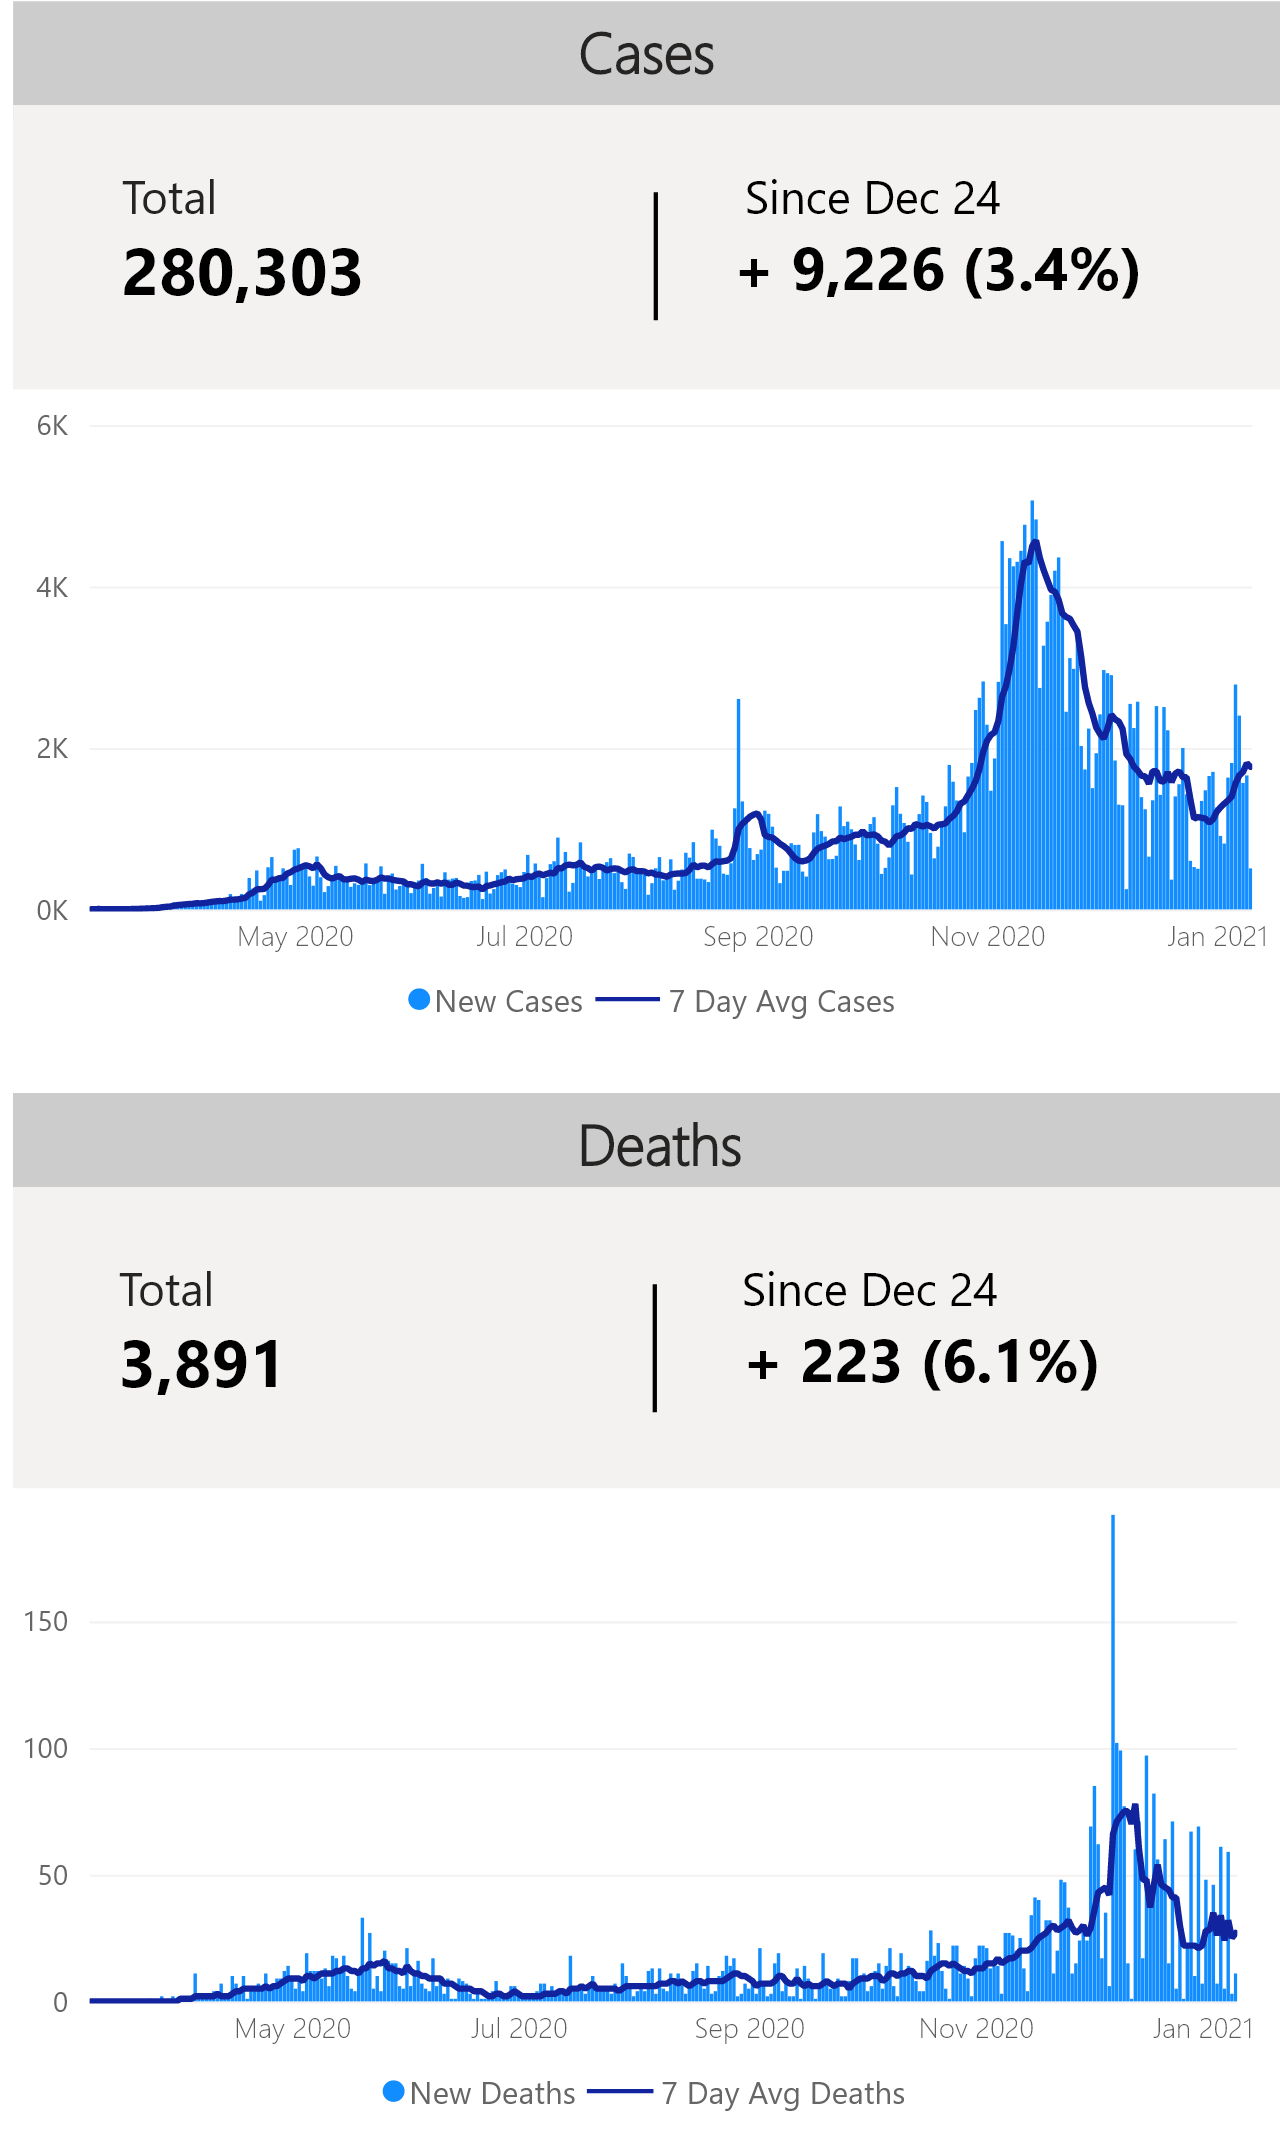 Cases
Total
Since Dec 24
280,303
+ 9,226 (3.4%)
6K
4K
2K
0K
May 2020
Jul 2020
Sep 2020
Nov 2020
Jan 2021
New Cases
7 Day Avg Cases
Deaths
Total
Since Dec 24
3,891
+ 223 (6.1%)
150
100
50
0
May 2020
Jul 2020
Sep 2020
Nov 2020
Jan 2021
New Deaths
7 Day Avg Deaths